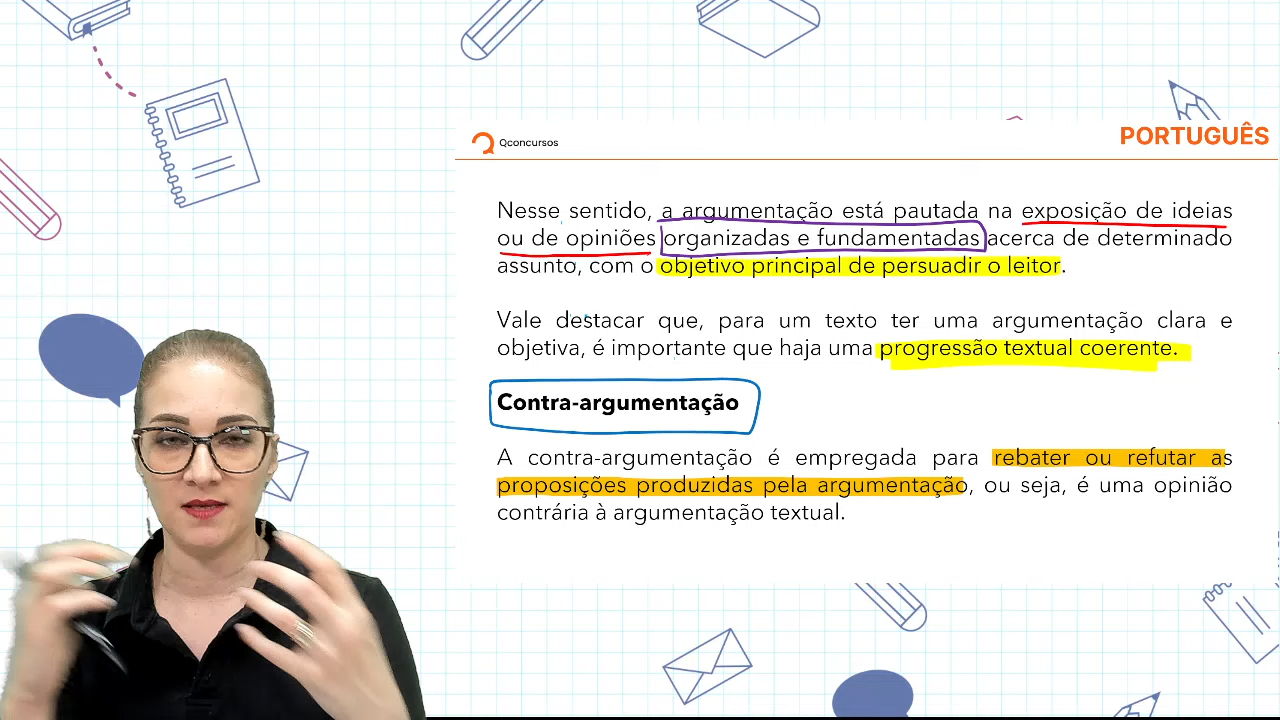 Qconcursos
PORTUGUÊS
Nesse sentido, a argumentação está pautada na exposição de ideias
ou de opiniões organizadas e fundamentadas acerca de determinado
assunto, com o objetivo principal de persuadir o leitor.
Vale destacar que, para um texto ter uma argumentação clara e
objetiva, é importante que haja uma progressão textual coerente.
Contra-argumentação
A contra-argumentação é empregada para rebater ou refutar as
proposições produzidas pela argumentação, ou seja, é uma opinião
contrária à argumentação textual.